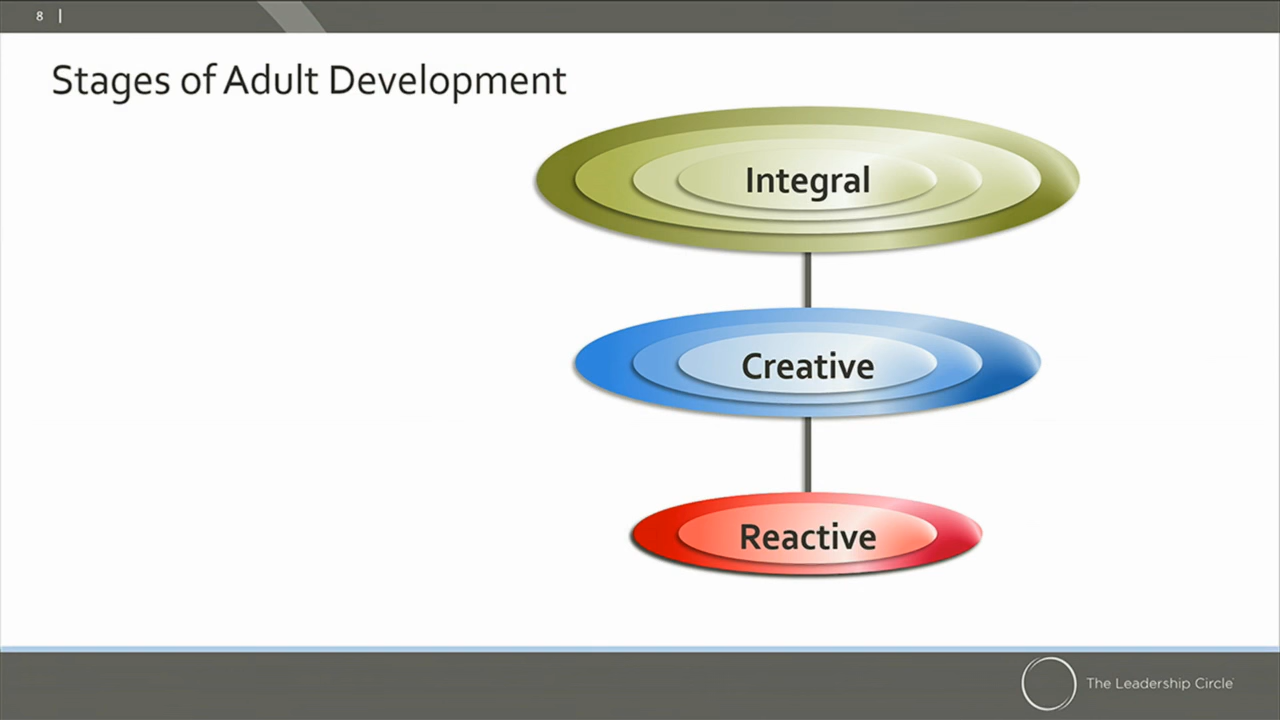 8 |
Stages of Adult Development
Integral
Creative
Reactive
The Leadership Circle